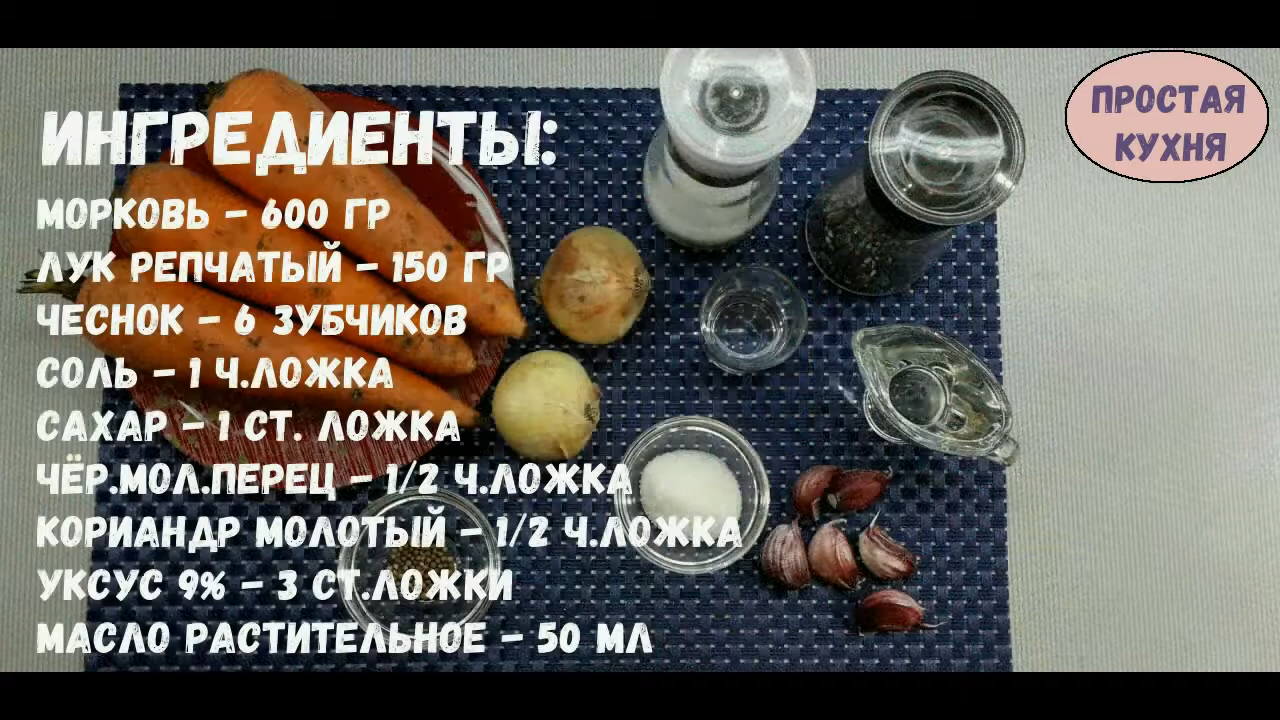 ИНГРЕДИЕНТЫ:
МОРКОВЬ – 600 ГР
ЛУК РЕПЧАТЫЙ – 150 ГР
ЧЕСНОК – 6 ЗУБЧИКОВ
СОЛЬ – 1 Ч.ЛОЖКА
САХАР – 1 СТ. ЛОЖКА
ЧЁР.МОЛ.ПЕРЕЦ – 1/2 Ч.ЛОЖКА
КОРИАНДР МОЛОТЫЙ – 1/2 Ч.ЛОЖКА
УКСУС 9% – 3 СТ.ЛОЖКИ
МАСЛО РАСТИТЕЛЬНОЕ – 50 МЛ
ПРОСТАЯ
КУХНЯ